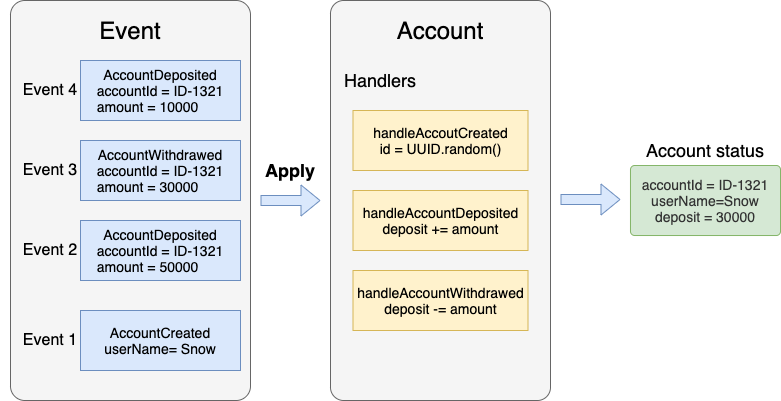 Event
Event 4
AccountDeposited
accountId = ID-1321
amount = 10000
Event 3
AccountWithdrawed
accountId = ID-1321
amount = 30000
Event 2
AccountDeposited
accountId = ID-1321
amount = 50000
Event 1
AccountCreated
userName= Snow
Apply
Account
Handlers
handleAccoutCreated
id = UUID.random()
handleAccountDeposited
deposit += amount
handleAccountWithdrawed
deposit -= amount
Account status
accountId = ID-1321
userName=Snow
deposit = 30000